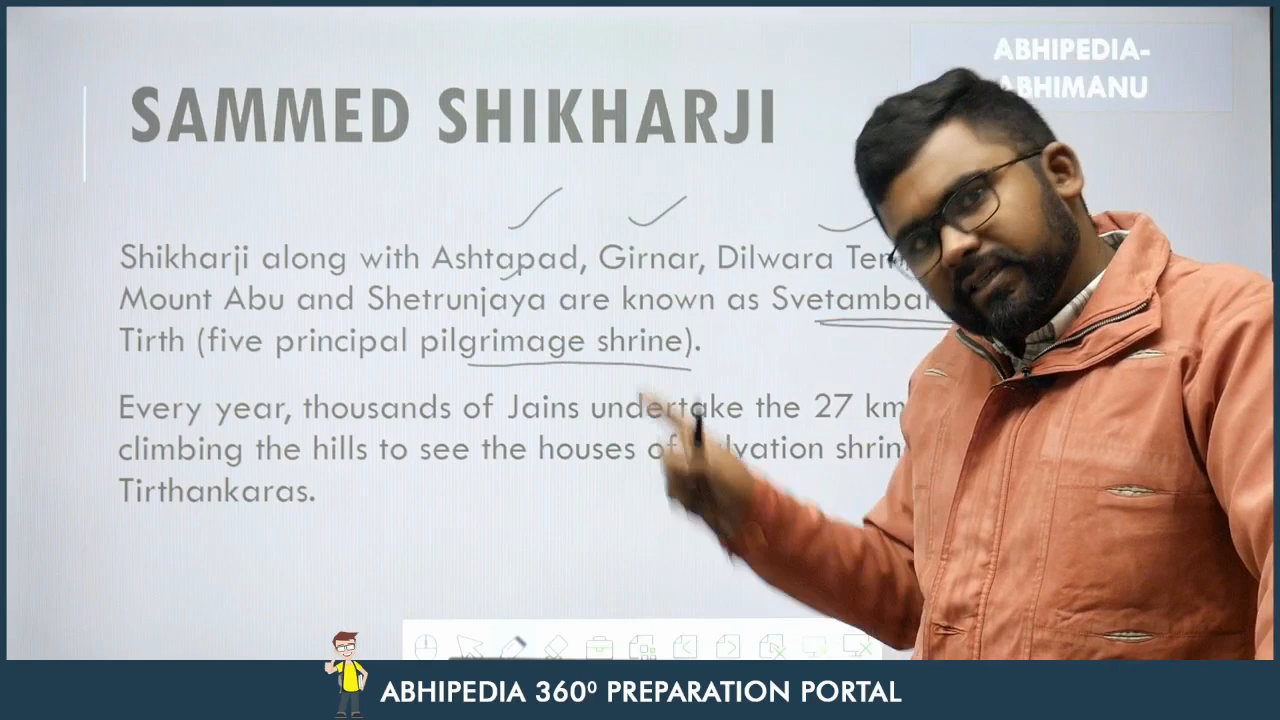 ABHIPEDIA-
ABHIMANU
SAMMED SHIKHARJI
Shikharji along with Ashtapad, Girnar, Dilwara
Mount Abu and Shetrunjaya are known as
Tirth (five principal pilgrimage shrine).
Every year, thousands of Jains undertake the 27 km
climbing the hills to see the houses of
Tirthankaras.
ABHIPEDIA 360⁰ PREPARATION PORTAL